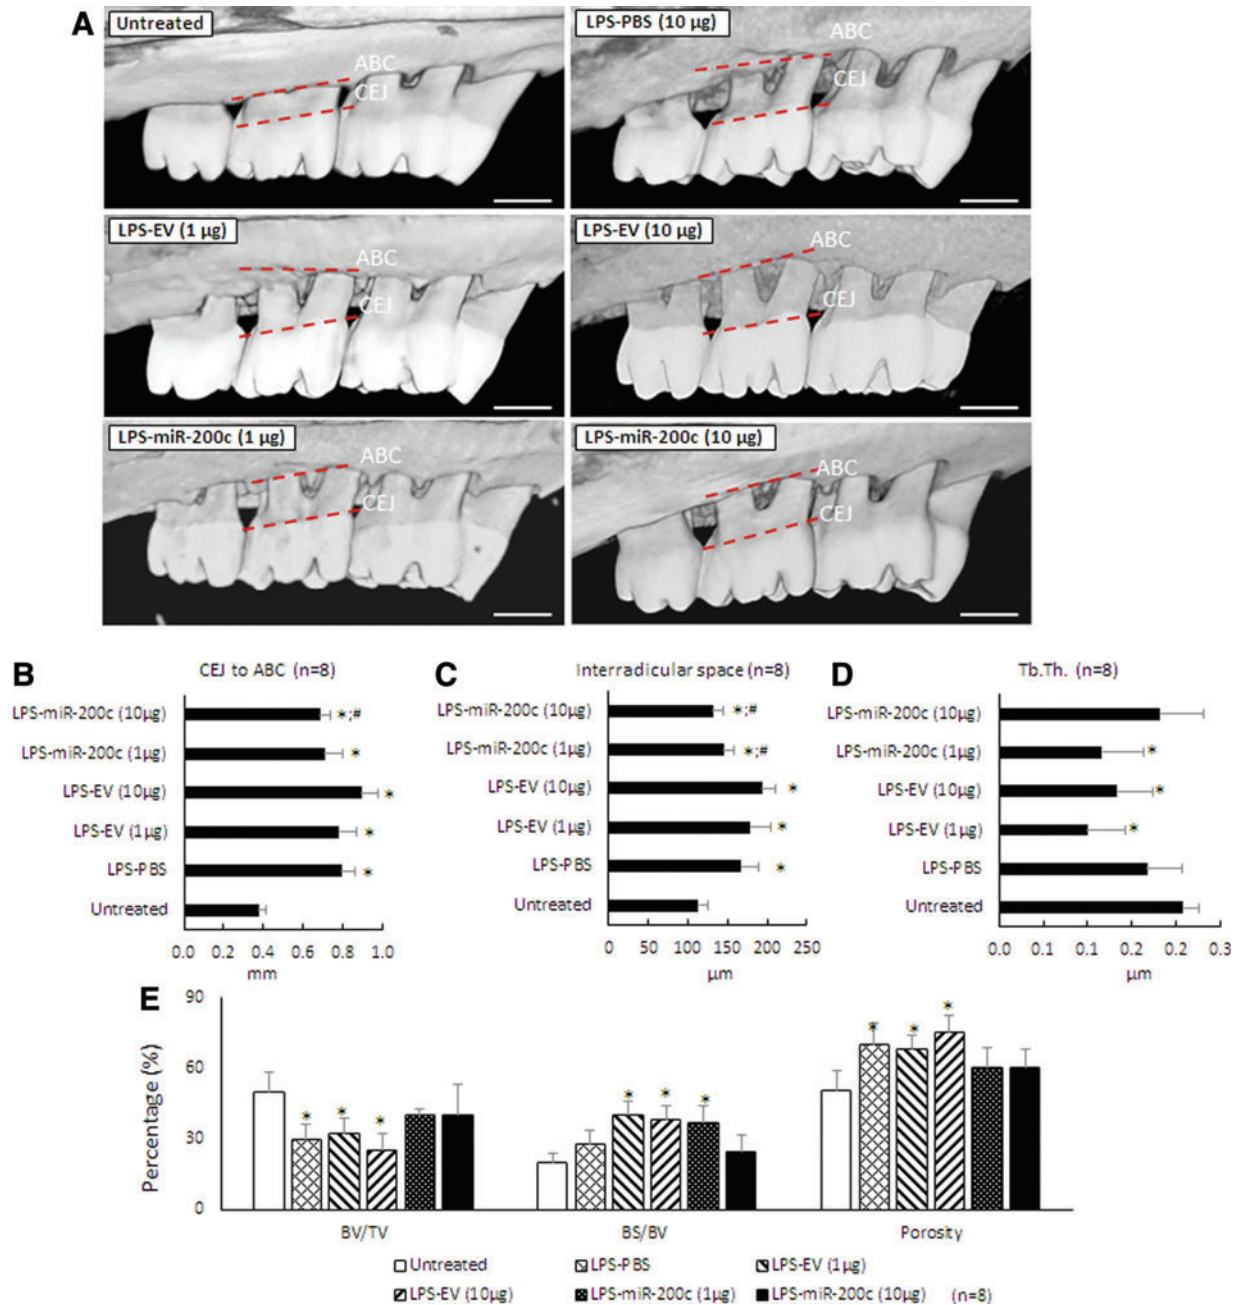 A
Untreated
ABC
CEJ
LPS-PBS (10 µg)
ABC
CEJ
LPS-EV (1 µg)
ABC
CEJ
LPS-EV (10 µg)
ABC
CEJ
LPS-miR-200c (1 µg)
ABC
CEJ
LPS-miR-200c (10 µg)
ABC
CEJ
B
CEJ to ABC (n=8)
LPS-miR-200c (10µg)
*;#
LPS-miR-200c (1µg)
*
LPS-EV (10µg)
*
LPS-EV (1µg)
*
LPS-PBS
*
Untreated
0.0 0.2 0.4 0.6 0.8 1.0
mm
C
Interradicular space (n=8)
LPS-miR-200c (10µg)
*;#
LPS-miR-200c (1µg)
*;#
LPS-EV (10µg)
*
LPS-EV (1µg)
*
LPS-PBS
*
Untreated
0 50 100 150 200 250
µm
D
Tb.Th. (n=8)
LPS-miR-200c (10µg)
LPS-miR-200c (1µg)
*
LPS-EV (10µg)
*
LPS-EV (1µg)
*
LPS-PBS
Untreated
0.0 0.1 0.1 0.2 0.2 0.3
µm
E
Percentage (%)
90
60
30
0
* * * * * * * * *
BV/TV BS/BV Porosity
Untreated LPS-PBS LPS-EV (1µg)
LPS-EV (10µg) LPS-miR-200c (1µg) LPS-miR-200c (10µg) (n=8)